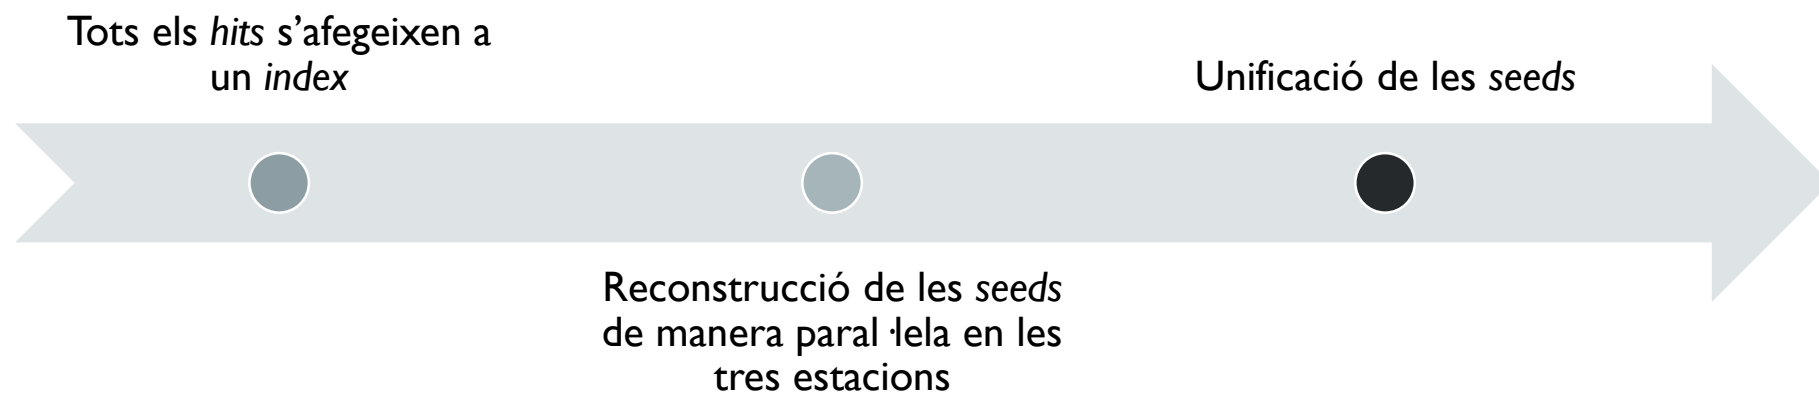 Tots els hits s’afegeixen a
un index
Reconstrucció de les seeds
de manera paral·lela en les
tres estacions
Unificació de les seeds